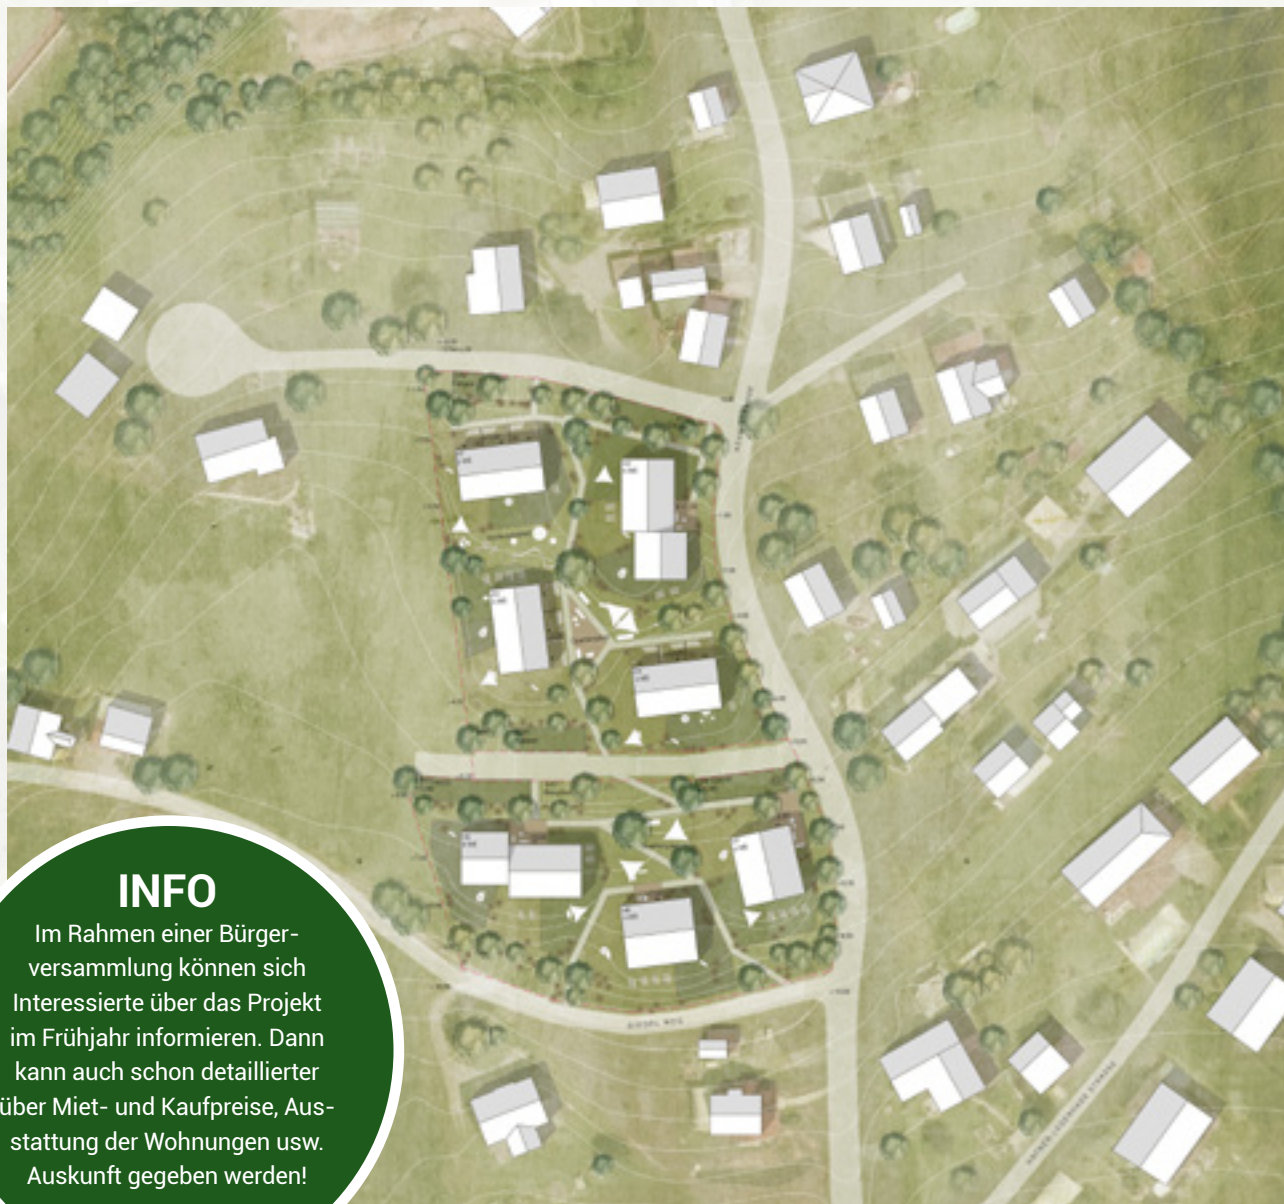 INFO
Im Rahmen einer Bürger-
versammlung können sich
Interessierte über das Projekt
im Frühjahr informieren. Dann
kann auch schon detaillierter
über Miet- und Kaufpreise, Aus-
stattung der Wohnungen usw.
Auskunft gegeben werden!